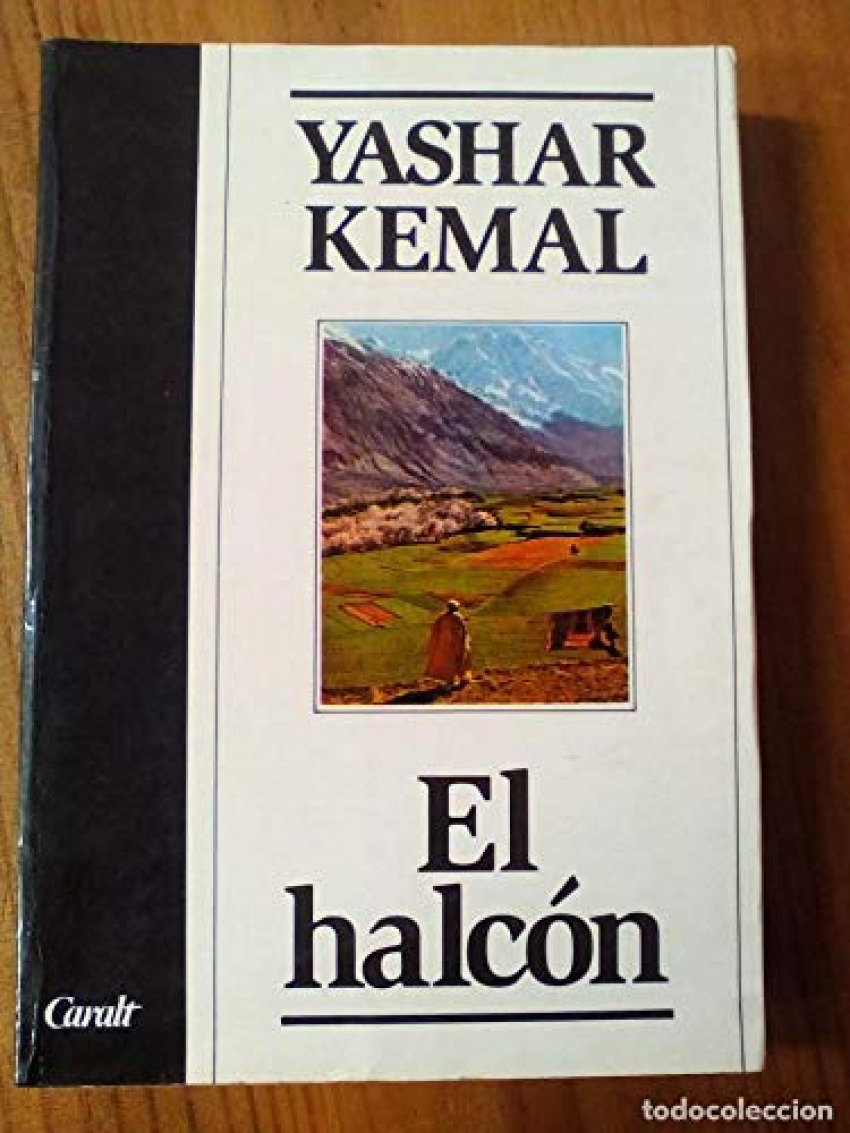 YASHAR
KEMAL
El
halcón
Caralt
todocoleccion